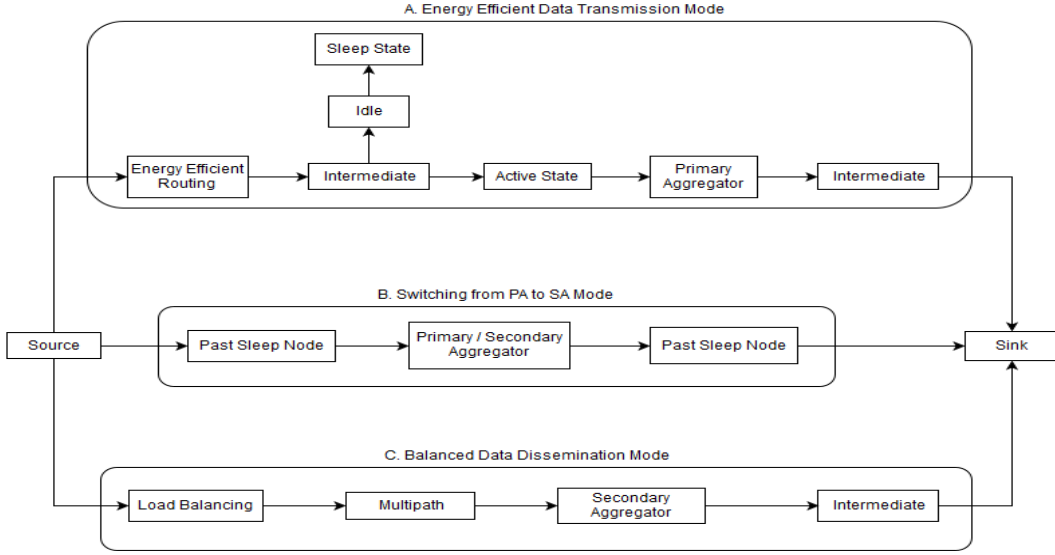 A. Energy Efficient Data Transmission Mode
Sleep State
Idle
Energy Efficient
Routing
Intermediate
Active State
Primary
Aggregator
Intermediate
B. Switching from PA to SA Mode
Source
Past Sleep Node
Primary / Secondary
Aggregator
Past Sleep Node
Sink
C. Balanced Data Dissemination Mode
Load Balancing
Multipath
Secondary
Aggregator
Intermediate